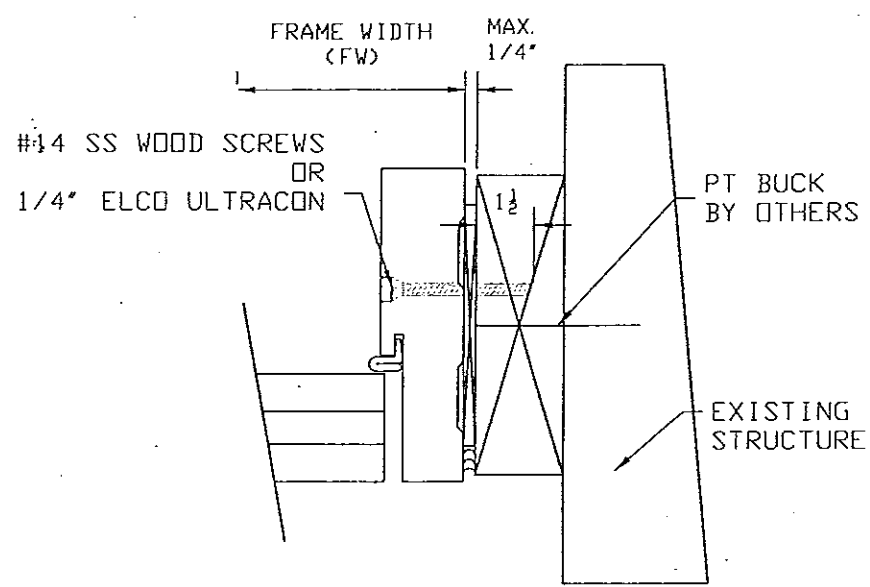 FRAME WIDTH
(FW)
MAX.
1/4"
#14 SS WOOD SCREWS
OR
1/4" ELCO ULTRACON
1 1/2
PT BUCK
BY OTHERS
EXISTING
STRUCTURE